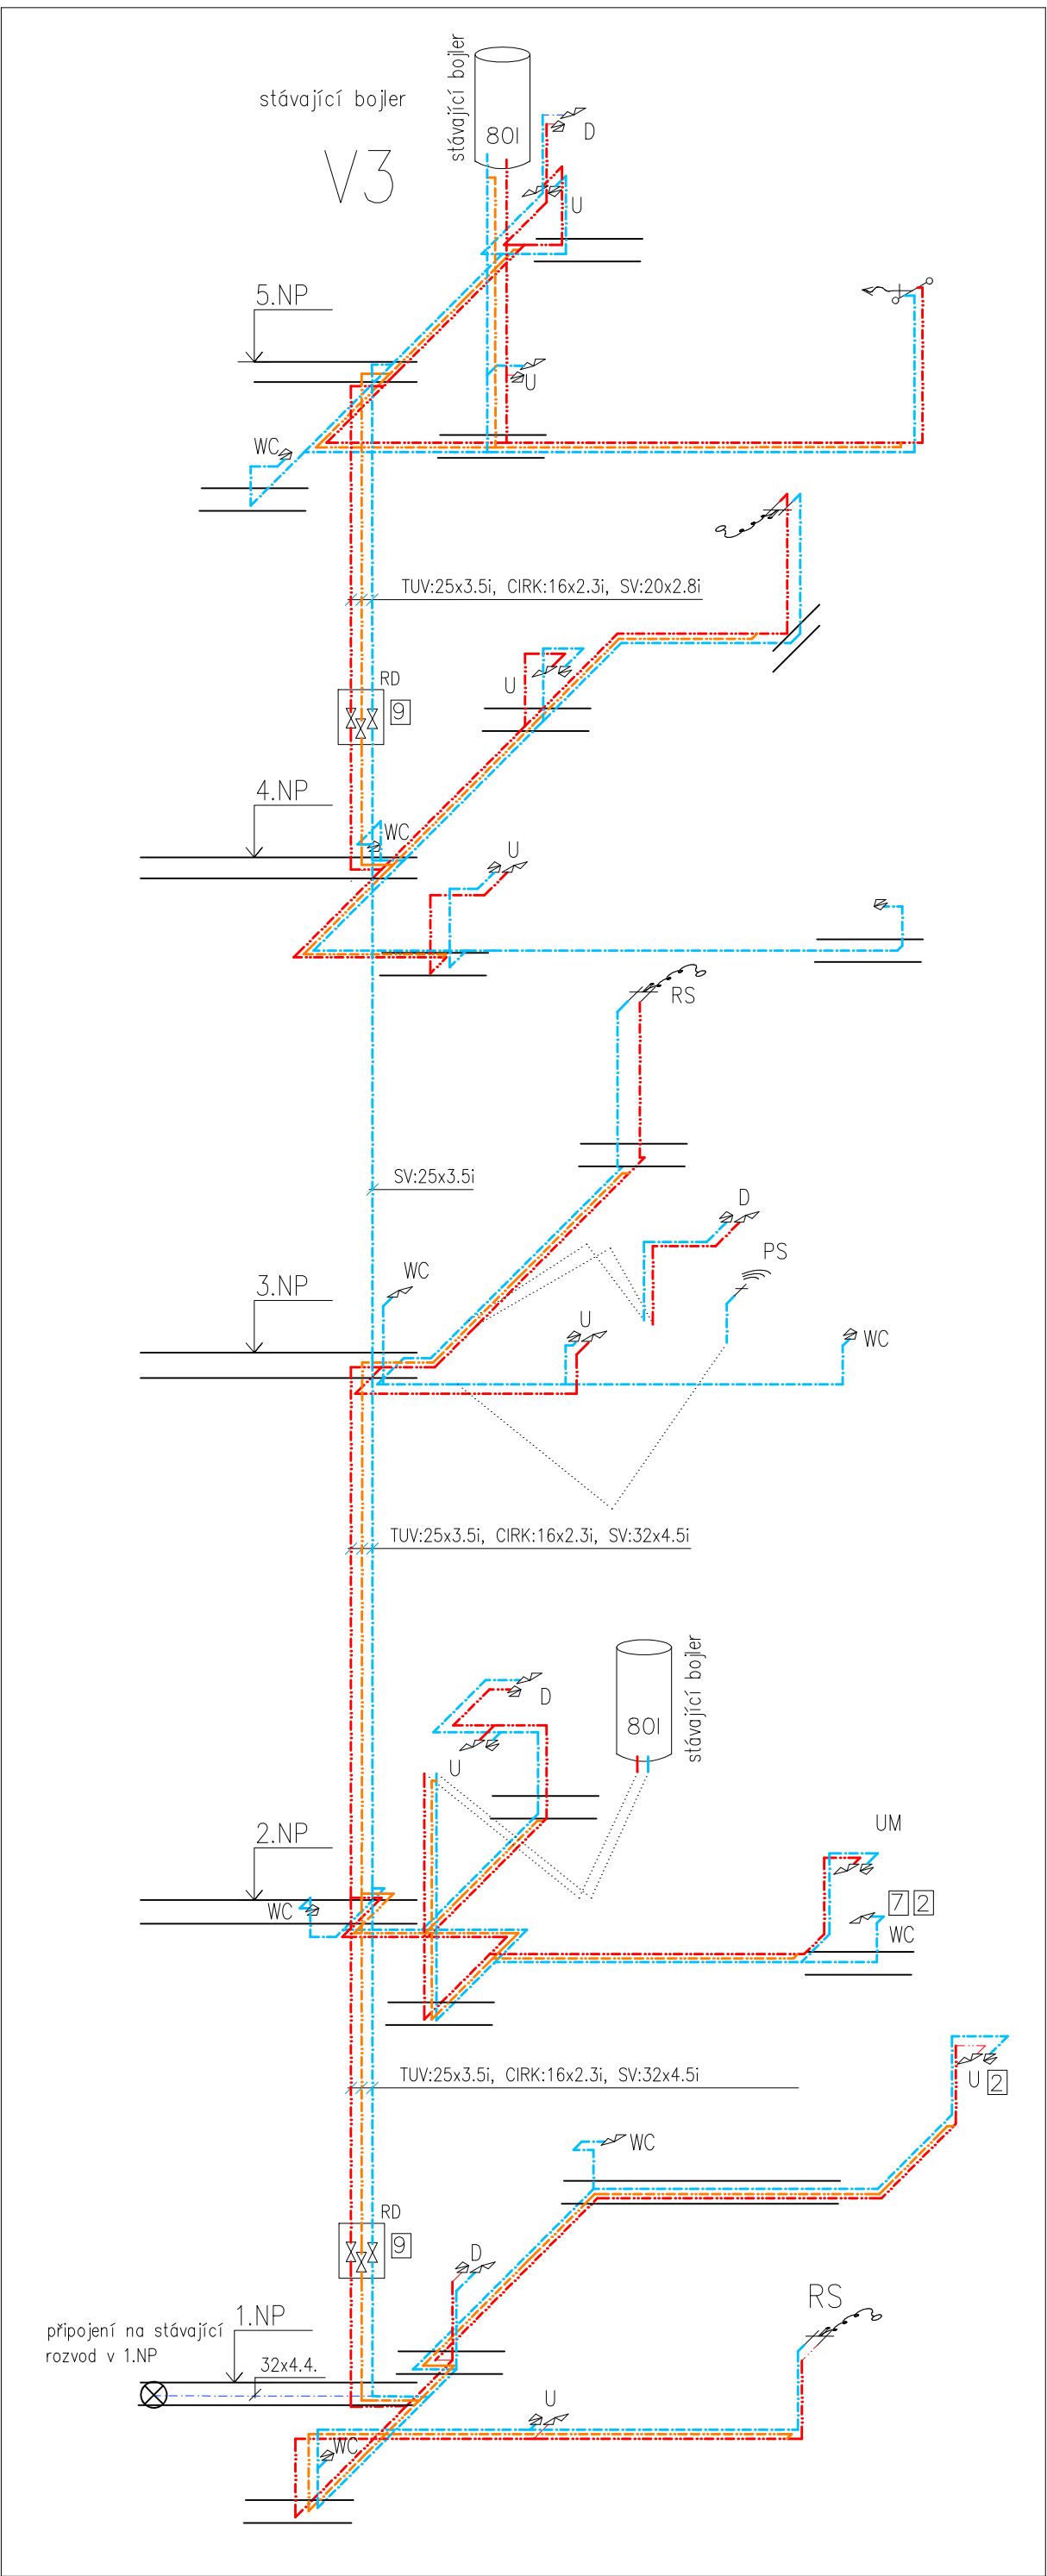 stávající bojler
stávající bojler
80l
D
V3
U
5.NP
U
WC
TUV:25x3.5i, CIRK:16x2.3i, SV:20x2.8i
RD
9
U
4.NP
WC
U
RS
SV:25x3.5i
D
PS
WC
3.NP
U
WC
TUV:25x3.5i, CIRK:16x2.3i, SV:32x4.5i
stávající bojler
D
80l
U
2.NP
UM
WC
7 2
WC
TUV:25x3.5i, CIRK:16x2.3i, SV:32x4.5i
U 2
WC
RD
9
D
RS
1.NP
připojení na stávající
rozvod v 1.NP
32x4.4.
U
WC